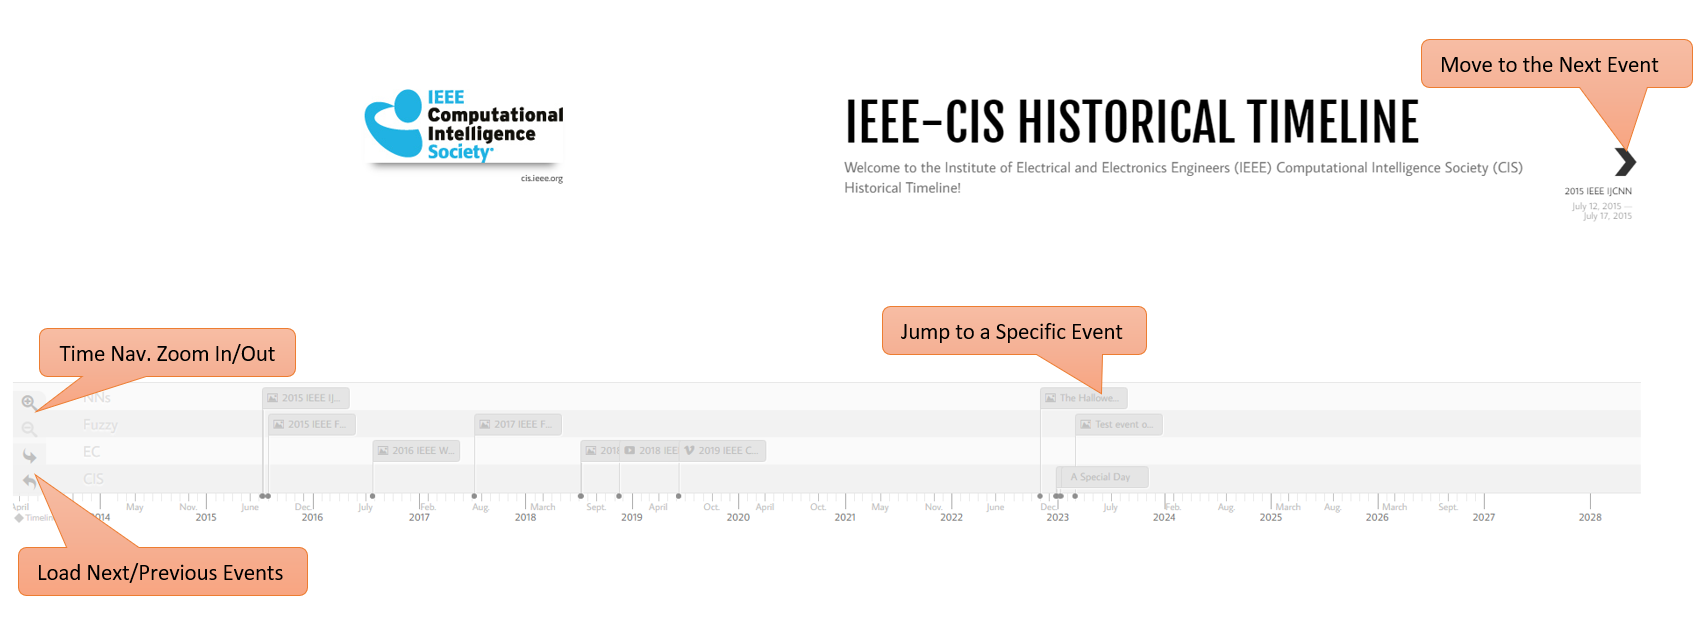 Move to the Next Event
IEEE
Computational
Intelligence
Society
cis.ieee.org
IEEE-CIS HISTORICAL TIMELINE
Welcome to the Institute of Electrical and Electronics Engineers (IEEE) Computational Intelligence Society (CIS)
Historical Timeline!
2015 IEEE IJCNN
July 12, 2015 —
July 17, 2015
Jump to a Specific Event
Time Nav. Zoom In/Out
NNs
2015 IEEE IJ...
The Hallowe...
Fuzzy
2015 IEEE F...
2017 IEEE F...
Test event o...
EC
2016 IEEE W...
2018 IEE
2019 IEEE C...
CIS
A Special Day
April May Nov. June Dec. July Feb. Aug. March Sept. April Oct. April Oct. May Nov. June Dec. July Feb. Aug. March Aug. March Sept.
2014 2015 2016 2017 2018 2019 2020 2021 2022 2023 2024 2025 2026 2027 2028
Load Next/Previous Events